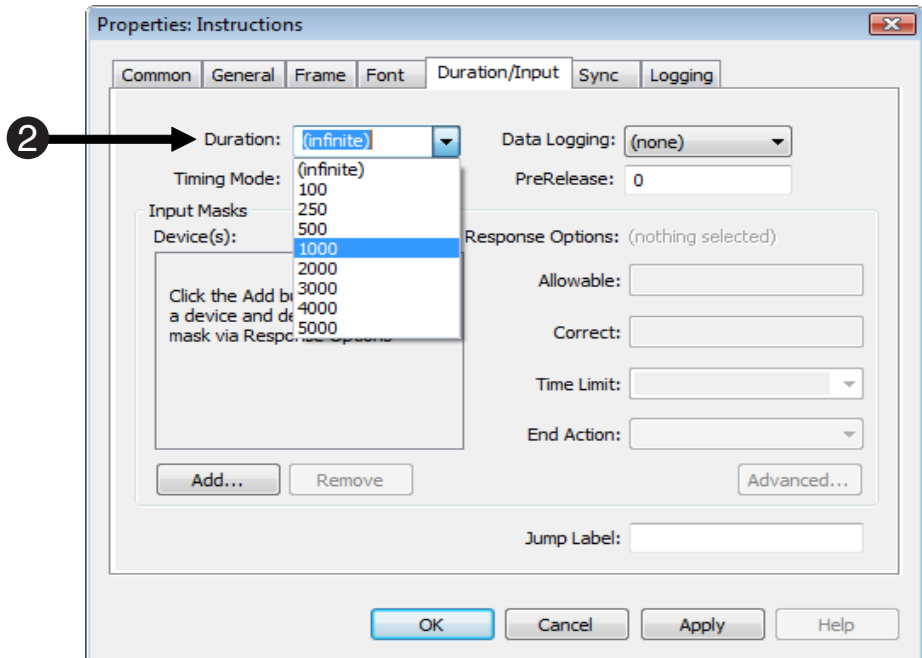 Properties: Instructions
Common General Frame Font Duration/Input Sync Logging
2 Duration: (infinite) Data Logging: (none)
(infinite)
Timing Mode: 100 PreRelease: 0
250
Input Masks
500
Device(s): Response Options: (nothing selected)
1000
2000
Allowable:
3000
Click the Add
4000
a device and
5000
mask via Options
Correct:
Time Limit:
End Action:
Add... Remove Advanced...
Jump Label:
OK Cancel Apply Help